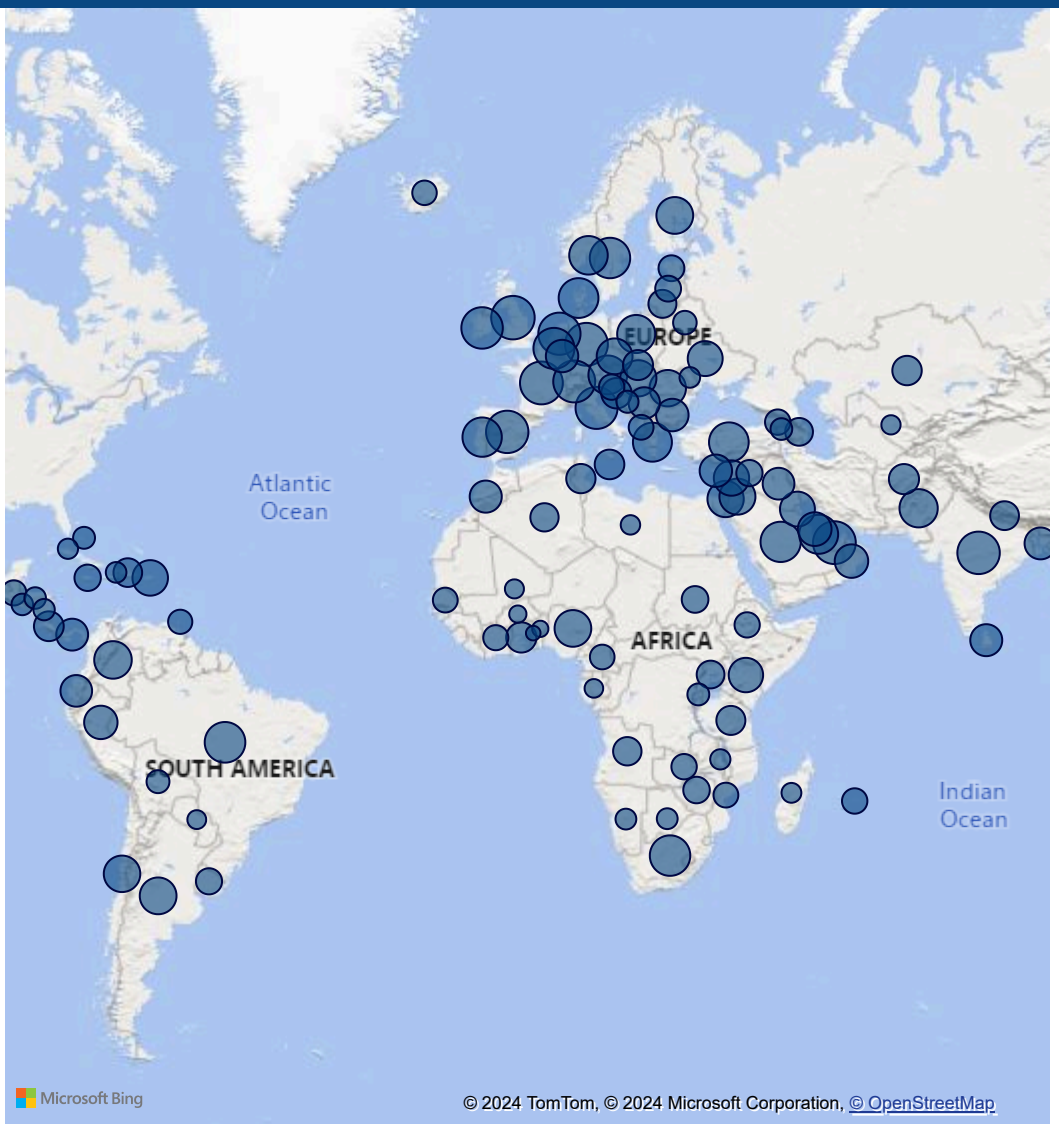 EUROPE
Atlantic
Ocean
AFRICA
SOUTH AMERICA
Indian
Ocean
Microsoft Bing
© 2024 TomTom, © 2024 Microsoft Corporation, © OpenStreetMap